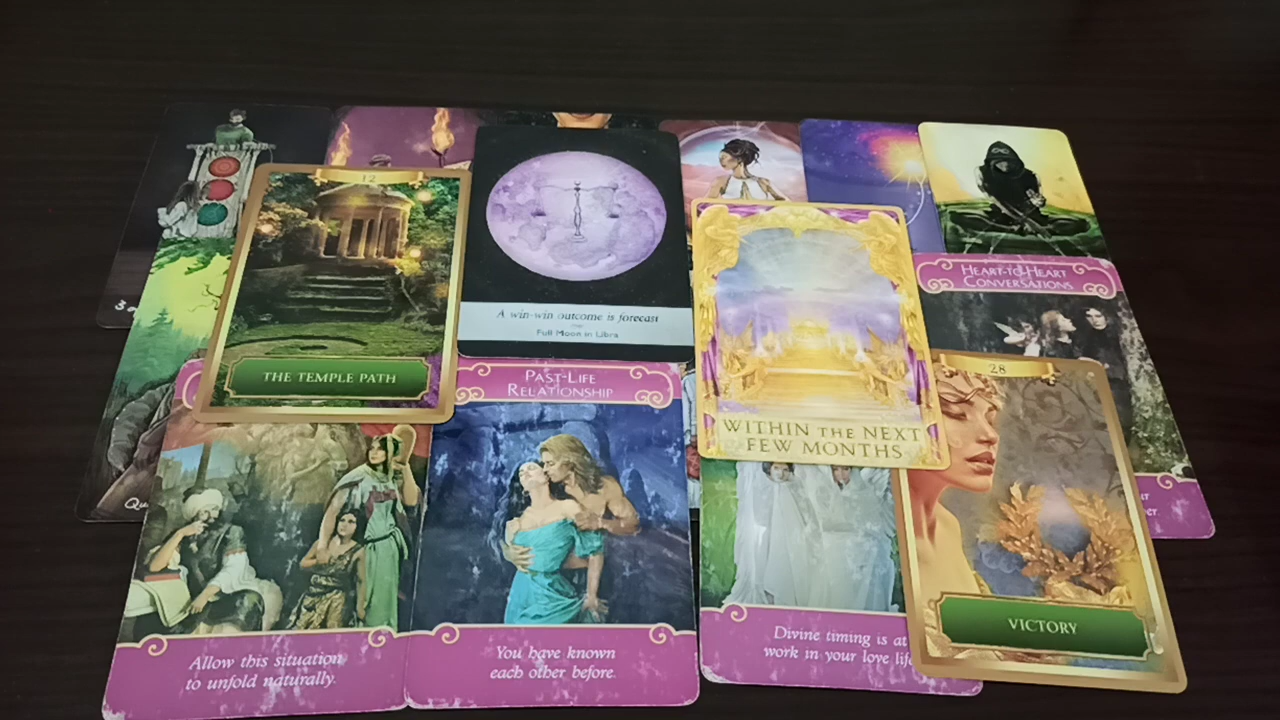 12
THE TEMPLE PATH
A win-win outcome is forecast
Full Moon in Libra
WITHIN THE NEXT
FEW MONTHS
HEART-TO-HEART
CONVERSATIONS
28
VICTORY
PAST-LIFE
RELATIONSHIP
Allow this situation
to unfold naturally.
You have known
each other before.
Divine timing is at
work in your love
3
Qu